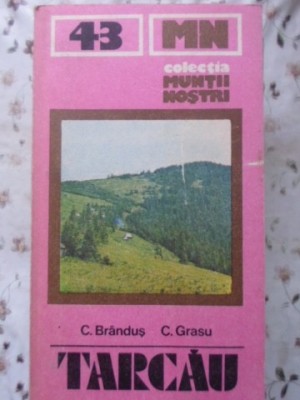 43 MN
colecția
MUNȚII
NOȘTRI
C. Brânduș C. Grasu
TARCĂU